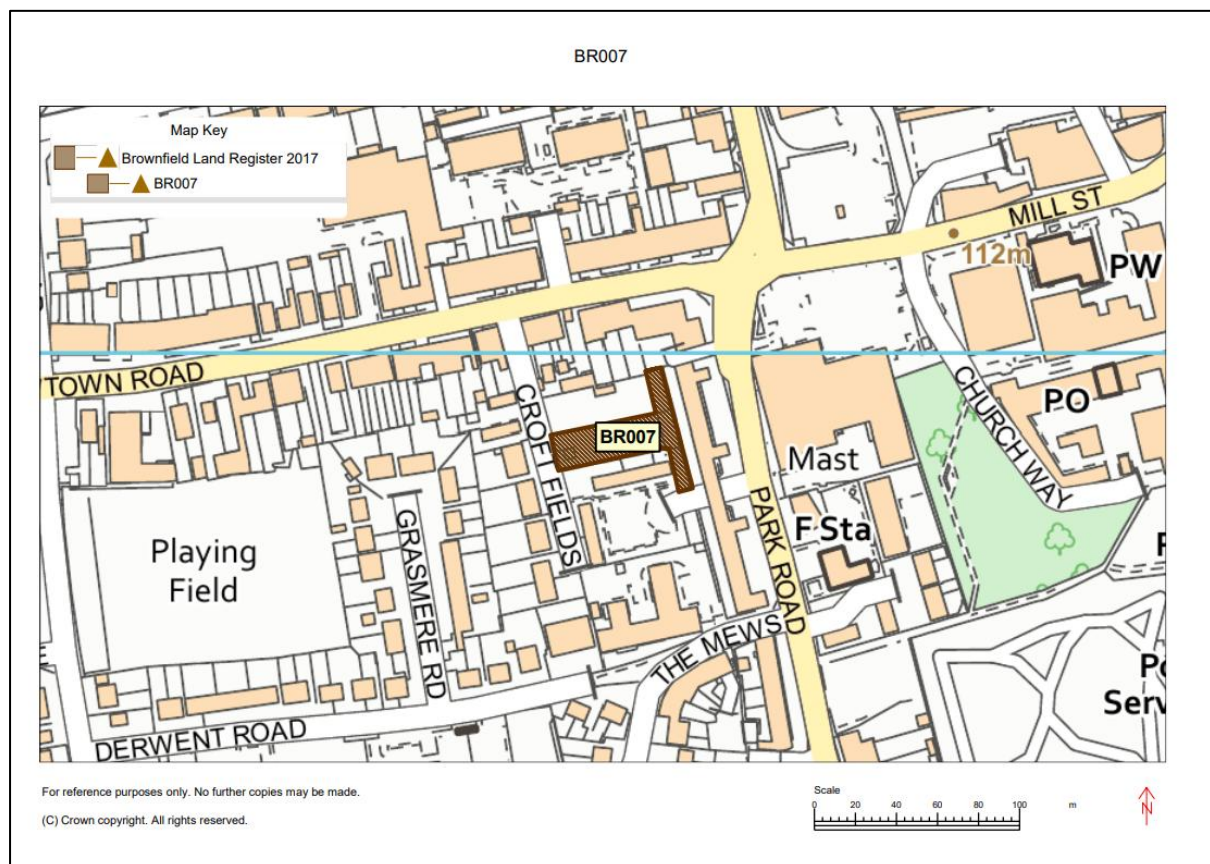 BR007
Map Key
Brownfield Land Register 2017
BR007
MILL ST
112m
PW
TOWN ROAD
CROFT FIELDS
BR007
CHURCH WAY
PO
Mast
F Sta
PARK ROAD
Playing
Field
GRASMERE RD
THE MEWS
DERWENT ROAD
Serv
For reference purposes only. No further copies may be made.
(C) Crown copyright. All rights reserved.
Scale
0 20 40 60 80 100 m
N